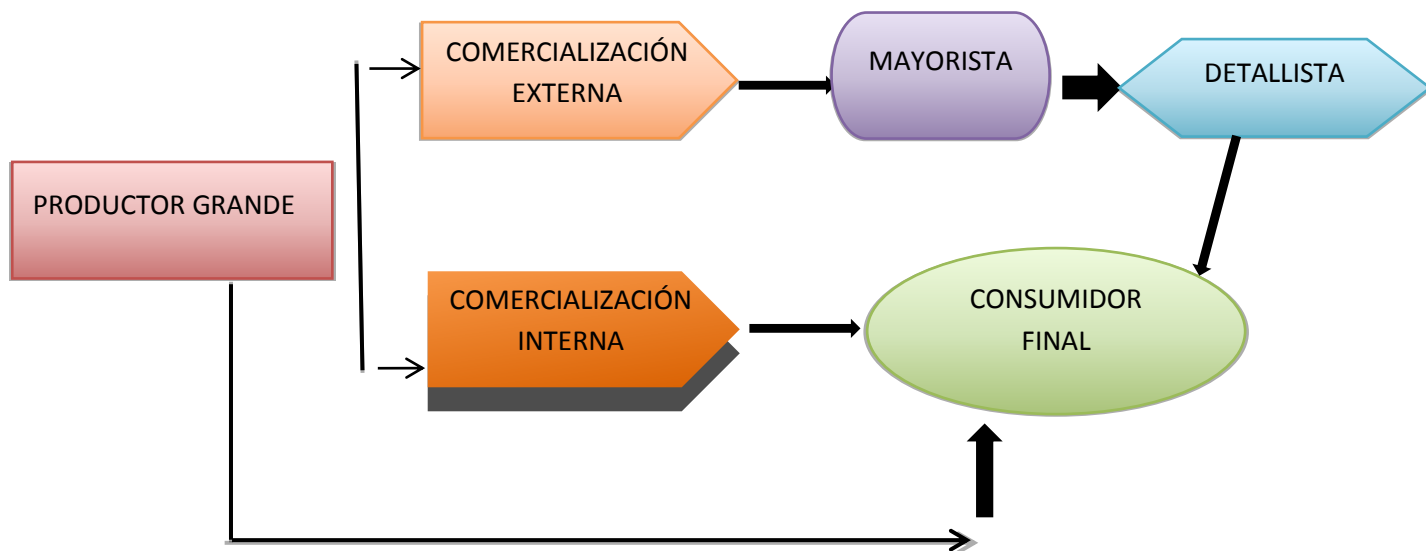 COMERCIALIZACIÓN
EXTERNA
MAYORISTA
DETALLISTA
PRODUCTOR GRANDE
COMERCIALIZACIÓN
INTERNA
CONSUMIDOR
FINAL